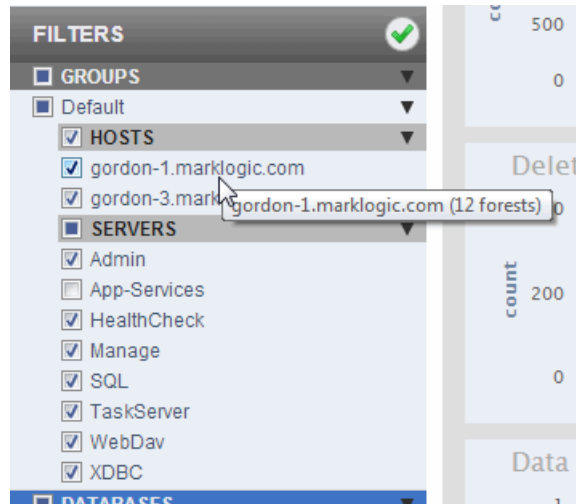 FILTERS
GROUPS
Default
HOSTS
gordon-1.marklogic.com
gordon-3.mark
gordon-1.marklogic.com (12 forests)
SERVERS
Admin
App-Services
HealthCheck
Manage
SQL
TaskServer
WebDav
XDBC
DATABASES
500
0
Delet
0
count
200
0
Data